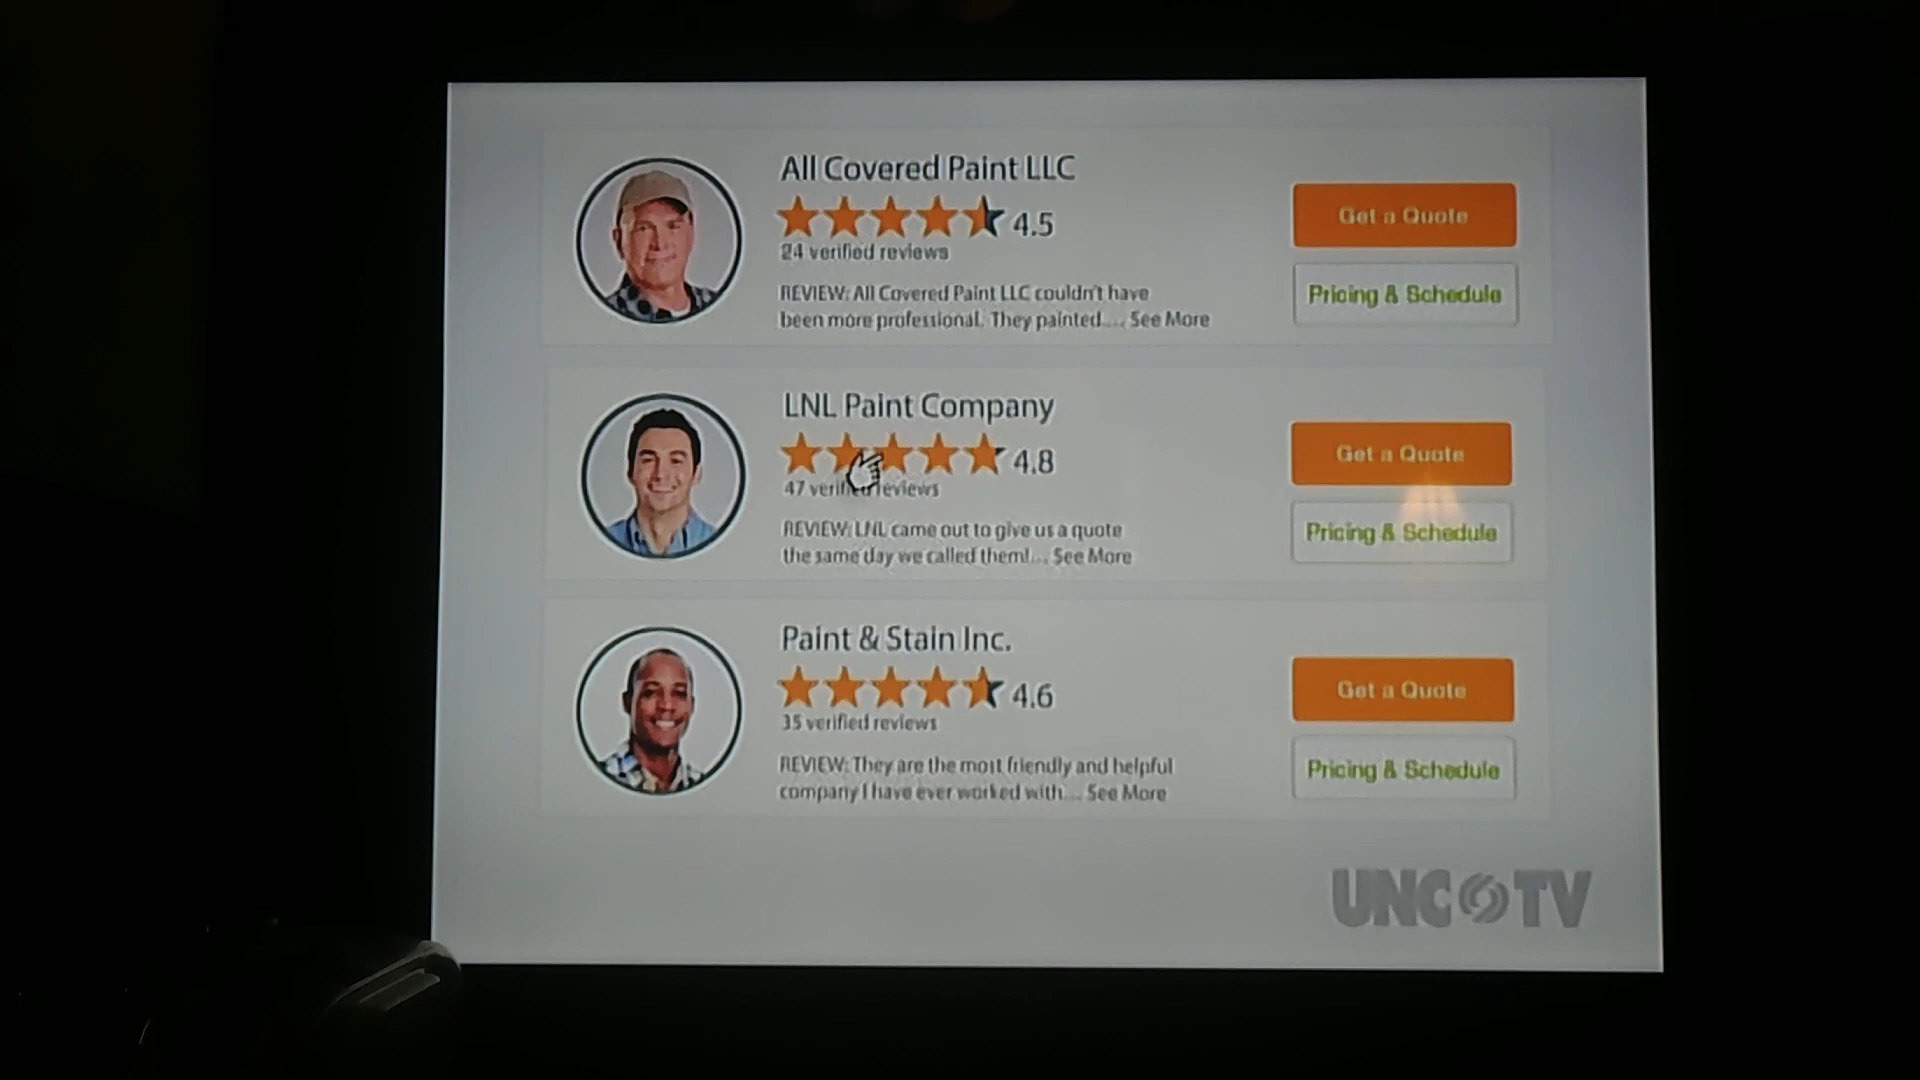 All Covered Paint LLC
4.5
24 verified reviews
Get a Quote
REVIEW: All Covered Paint LLC couldn't have
been more professional. They painted.... See More
Pricing & Schedule
LNL Paint Company
4.8
47 verified reviews
Get a Quote
REVIEW: LNL came out to give us a quote
the same day we called them!... See More
Pricing & Schedule
Paint & Stain Inc.
4.6
35 verified reviews
Get a Quote
REVIEW: They are the most friendly and helpful
company I have ever worked with... See More
Pricing & Schedule
UNC TV